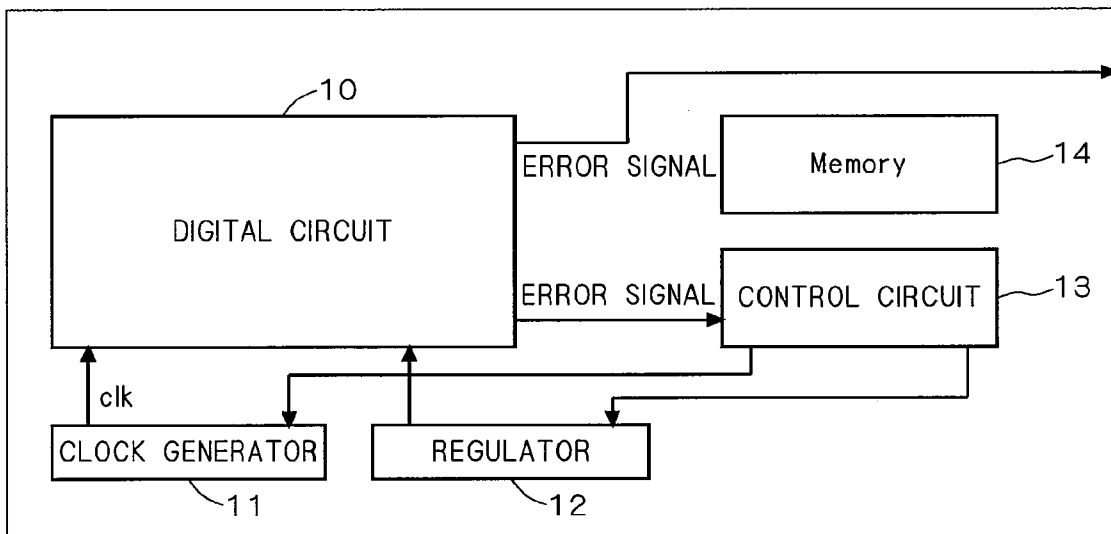 10
ERROR SIGNAL
Memory
14
DIGITAL CIRCUIT
ERROR SIGNAL
CONTROL CIRCUIT
13
clk
CLOCK GENERATOR
REGULATOR
11
12